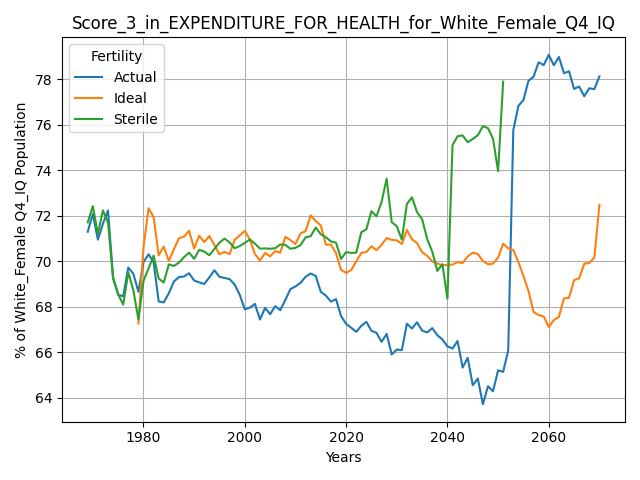 Score_3_in_EXPENDITURE_FOR_HEALTH_for_White_Female_Q4_IQ
% of White_Female Q4_IQ Population
Fertility
Actual
Ideal
Sterile
78
76
74
72
70
68
66
64
1980
2000
2020
2040
2060
Years